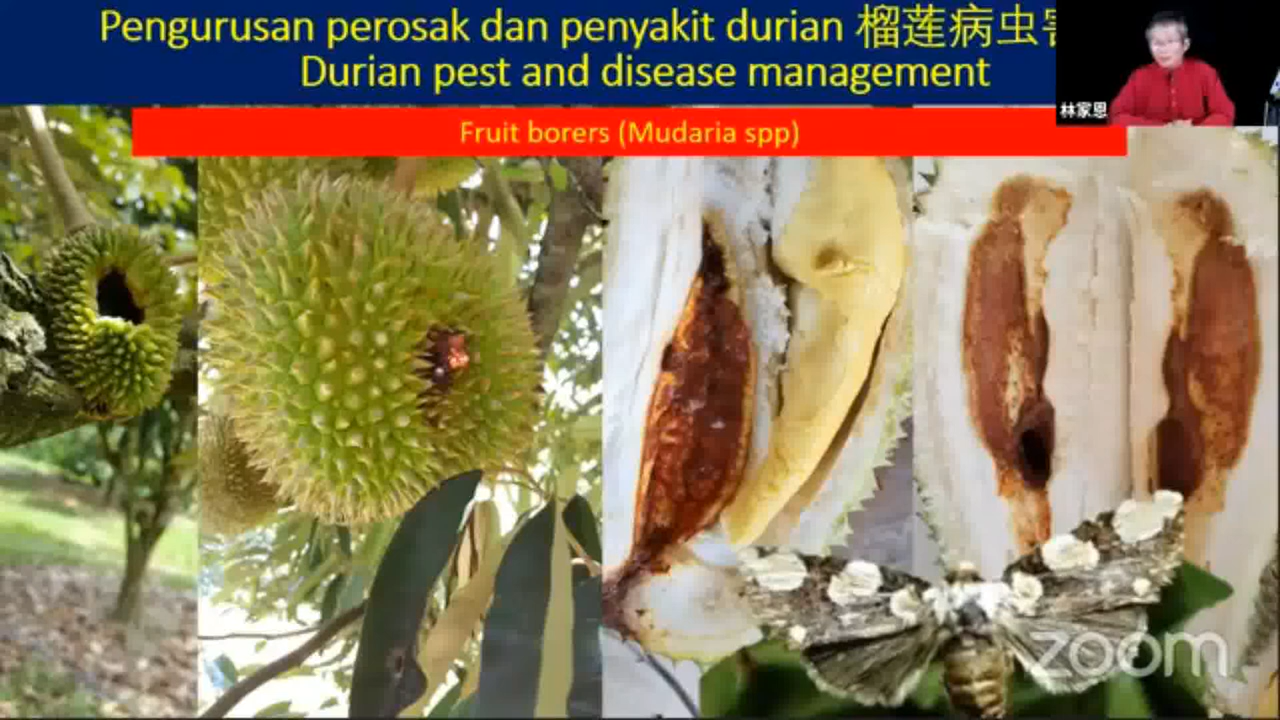 Pengurusan perosak dan penyakit durian 榴莲病虫
Durian pest and disease management
林家恩
Fruit borers (Mudaria spp)
zoom